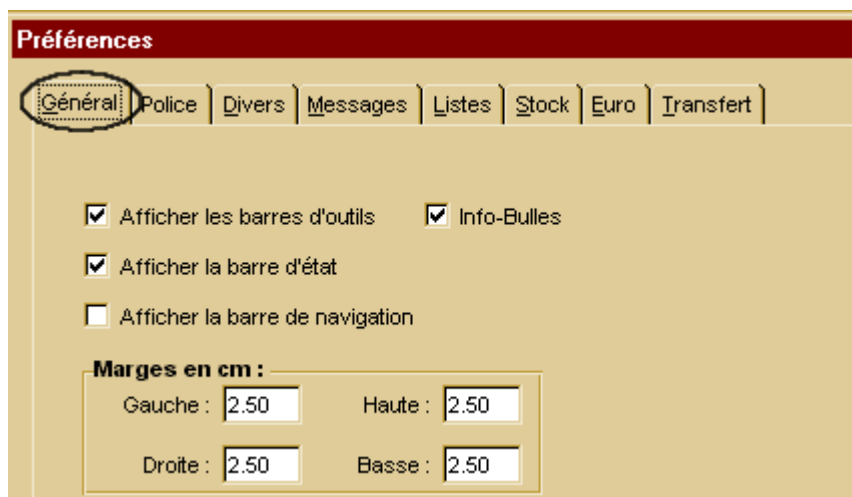 Préférences
Général Police Divers Messages Listes Stock Euro Transfert
Afficher les barres d'outils Info-Bulles
Afficher la barre d'état
Afficher la barre de navigation
Marges en cm :
Gauche : 2.50 Haute : 2.50
Droite : 2.50 Basse : 2.50